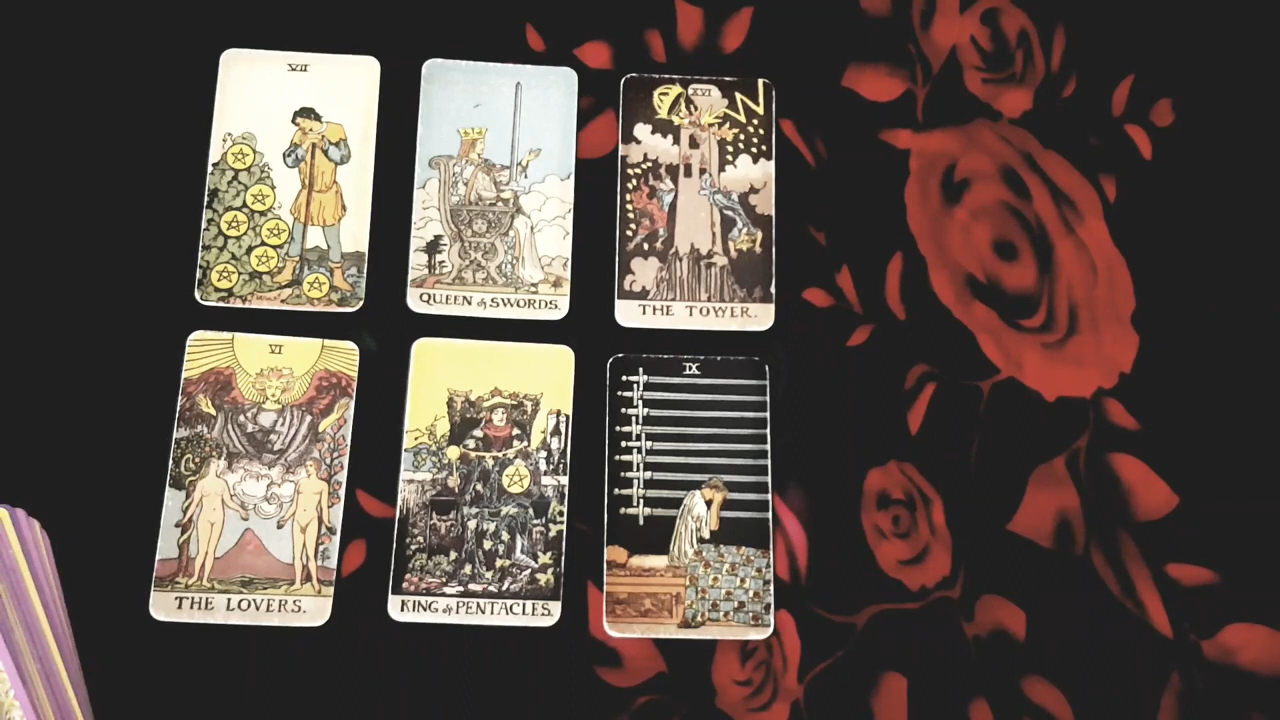 VII
QUEEN of SWORDS.
XVI
THE TOWER.
VI
THE LOVERS.
KING of PENTACLES.
IX